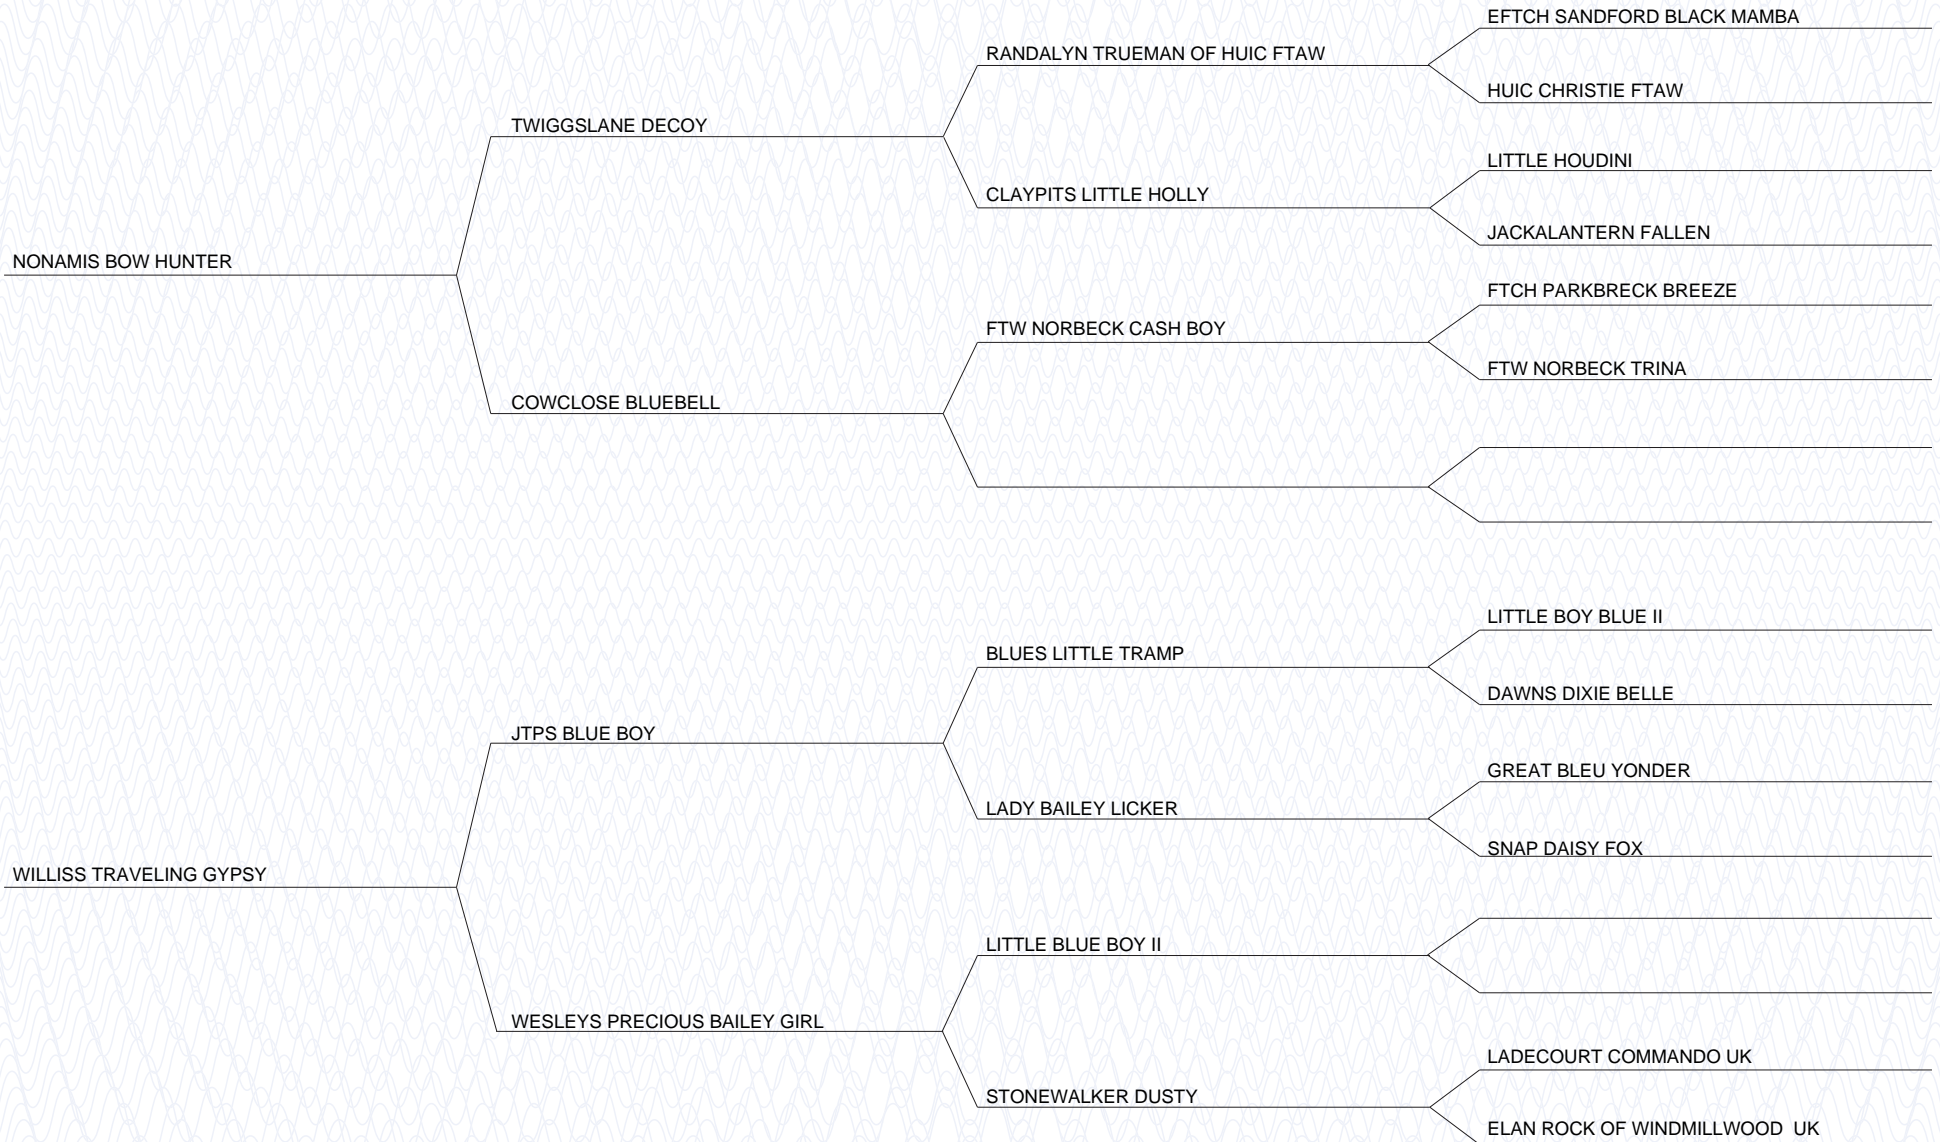 EFTCH SANDFORD BLACK MAMBA
RANDALYN TRUEMAN OF HUIC FTAW
HUIC CHRISTIE FTAW
TWIGGSLANE DECOY
LITTLE HOUDINI
CLAYPITS LITTLE HOLLY
JACKALANTERN FALLEN
NONAMIS BOW HUNTER
FTCH PARKBRECK BREEZE
FTW NORBECK CASH BOY
FTW NORBECK TRINA
COWCLOSE BLUEBELL
LITTLE BOY BLUE II
BLUES LITTLE TRAMP
DAWNS DIXIE BELLE
JTPS BLUE BOY
GREAT BLEU YONDER
LADY BAILEY LICKER
SNAP DAISY FOX
WILLISS TRAVELING GYPSY
LITTLE BLUE BOY II
WESLEYS PRECIOUS BAILEY GIRL
LADECOURT COMMANDO UK
STONEWALKER DUSTY
ELAN ROCK OF WINDMILLWOOD  UK